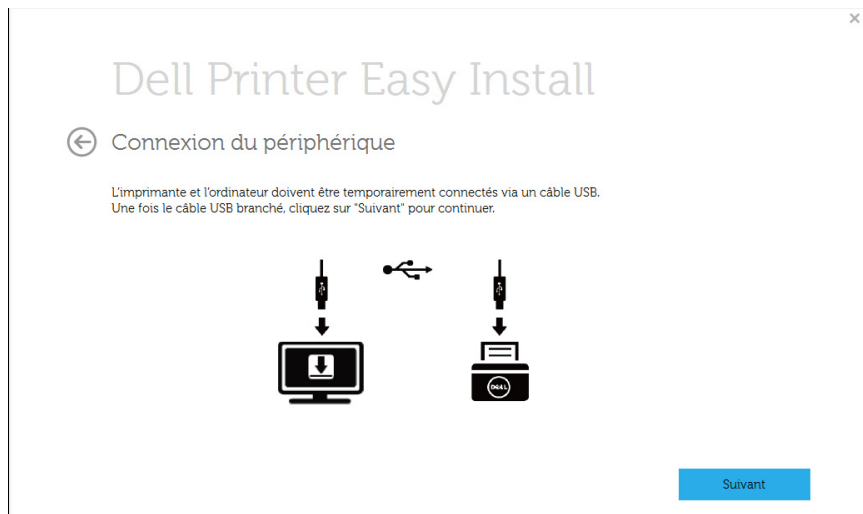 Dell Printer Easy Install
Connexion du périphérique
L'imprimante et l'ordinateur doivent être temporairement connectés via un câble USB.
Une fois le câble USB branché, cliquez sur "Suivant" pour continuer.
DELL
Suivant